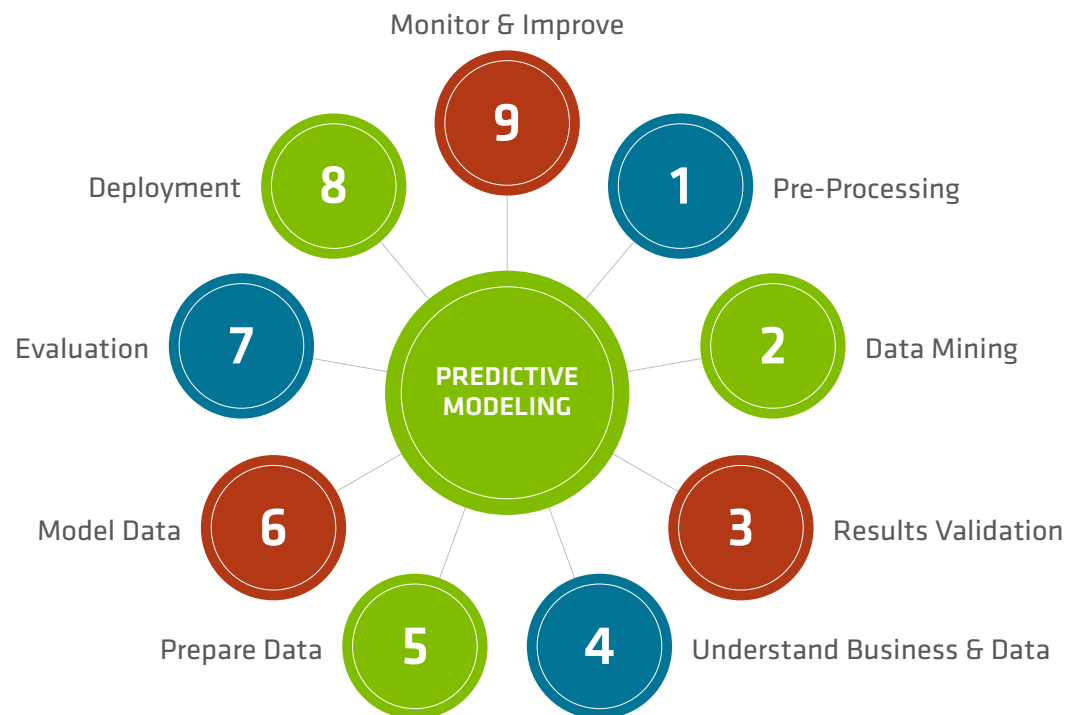 Monitor & Improve
9
1
Pre-Processing
2
Data Mining
3
Results Validation
4
Understand Business & Data
5
Prepare Data
6
Model Data
7
Evaluation
8
Deployment
PREDICTIVE
MODELING